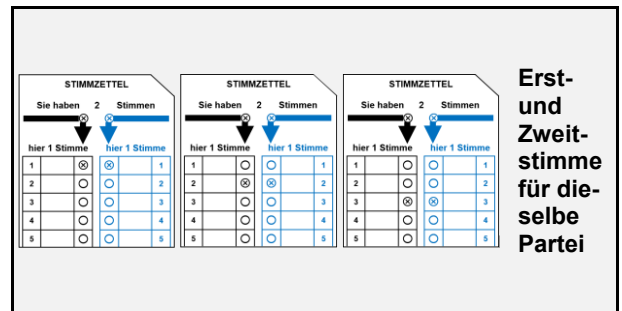 STIMMZETTEL
Sie haben 2 Stimmen
hier 1 Stimme hier 1 Stimme
1 1
2 2
3 3
4 4
5 5
STIMMZETTEL
Sie haben 2 Stimmen
hier 1 Stimme hier 1 Stimme
1 1
2 2
3 3
4 4
5 5
STIMMZETTEL
Sie haben 2 Stimmen
hier 1 Stimme hier 1 Stimme
1 1
2 2
3 3
4 4
5 5
Erst-
und
Zweit-
stimme
für die-
selbe
Partei